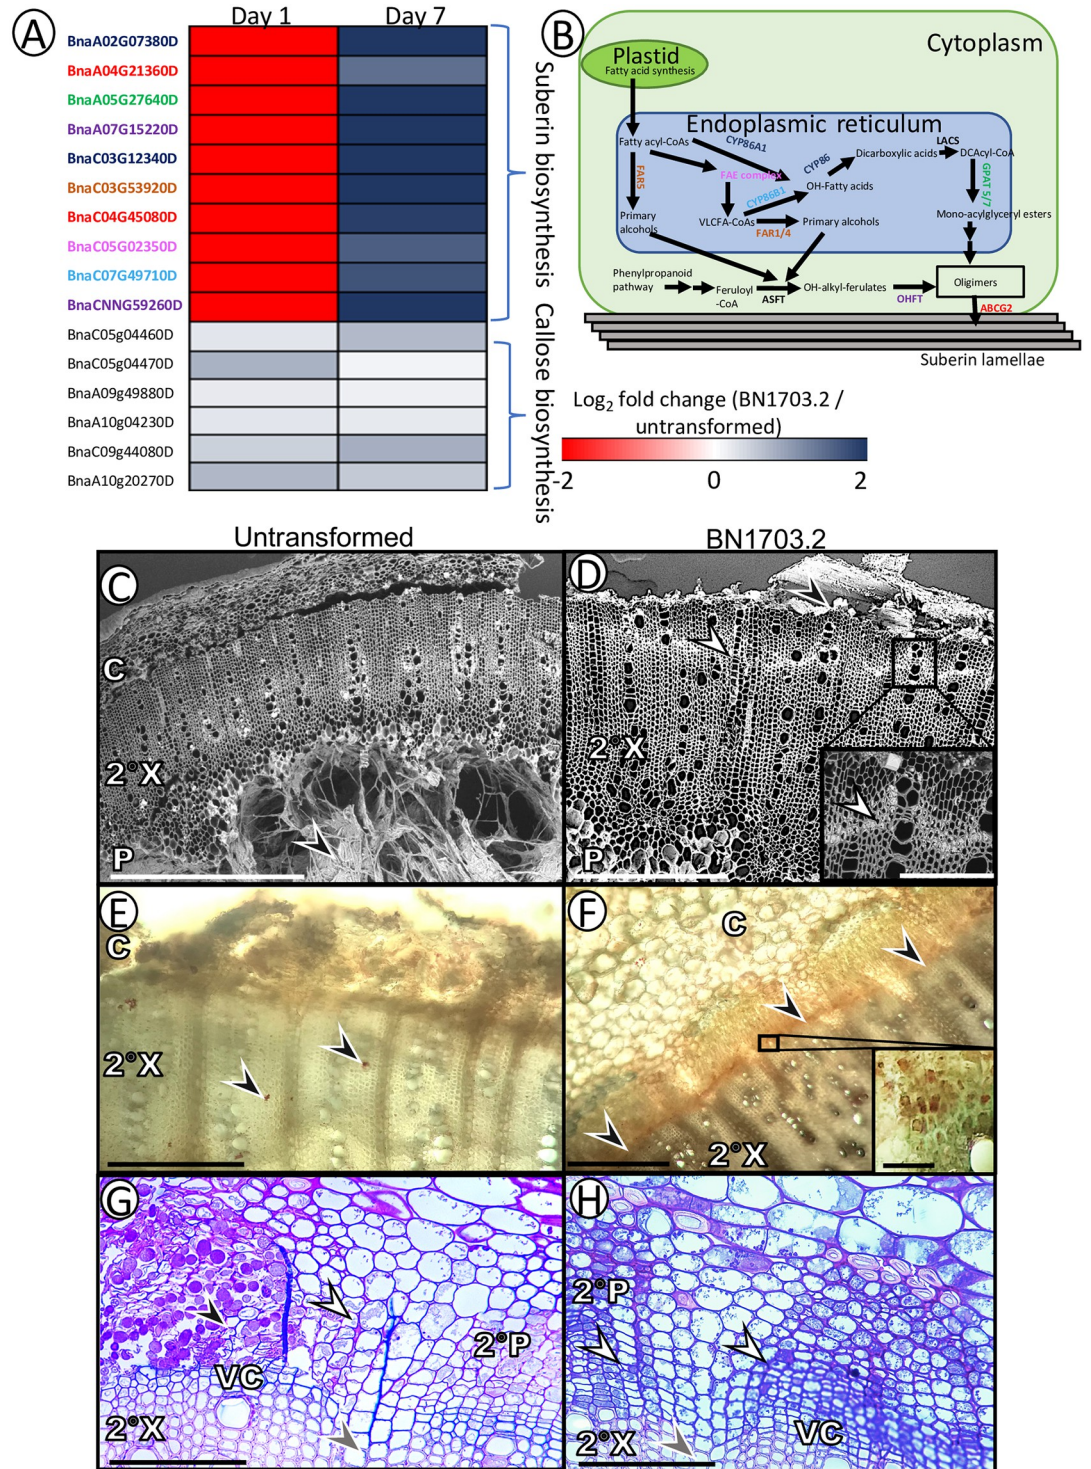 A
Day 1
Day 7
BnaA02G07380D
BnaA04G21360D
BnaA05G27640D
BnaA07G15220D
BnaC03G12340D
BnaC03G53920D
BnaC04G45080D
BnaC05G02350D
BnaC07G49710D
BnaCNNG59260D
BnaC05g04460D
BnaC05g04470D
BnaA09g49880D
BnaA10g04230D
BnaC09g44080D
BnaA10g20270D
Suberin biosynthesis
Callose biosynthesis
B
Cytoplasm
Plastid
Fatty acid synthesis
Endoplasmic reticulum
Fatty acyl-CoAs
CYP86A1
CYP86
LACS
Dicarboxylic acids
DCAcyl-CoA
FAR5
FAE complex
OH-Fatty acids
GPAT 5/7
CYP86B1
Primary
alcohols
VLCFA-CoAs
FAR1/4
Primary alcohols
Mono-acylglyceryl esters
Phenylpropanoid
pathway
Feruloyl
-CoA
ASFT
OH-alkyl-ferulates
OHFT
Oligimers
ABCG2
Suberin lamellae
Log2 fold change (BN1703.2 /
untransformed)
-2
0
2
Untransformed
BN1703.2
C
C
2°X
P
D
2°X
P
E
C
2°X
F
C
2°X
G
2°P
VC
2°X
H
2°P
VC
2°X